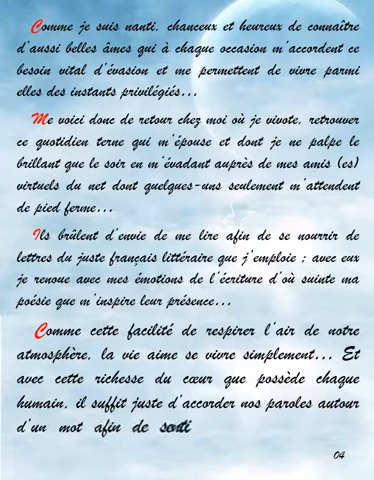 Comme je suis nanti, chanceux et heureux de connaître
d'aussi belles âmes qui à chaque occasion m'accordent ce
besoin vital d'évasion et me permettent de vivre parmi
elles des instants privilégiés...
Me voici donc de retour chez moi où je vivote, retrouver
ce quotidien terne qui m'épouse et dont je ne palpe le
brillant que le soir en m'évadant auprès de mes amis (es)
virtuels du net dont quelques-uns seulement m'attendent
de pied ferme...
Ils brûlent d'envie de me lire afin de se nourrir de
lettres du juste français littéraire que j'emploie ; avec eux
je renoue avec mes émotions de l'écriture d'où suinte ma
poésie que m'inspire leur présence...
Comme cette facilité de respirer l'air de notre
atmosphère, la vie aime se vivre simplement... Et
avec cette richesse du cœur que possède chaque
humain, il suffit juste d'accorder nos paroles autour
d'un mot afin de
04